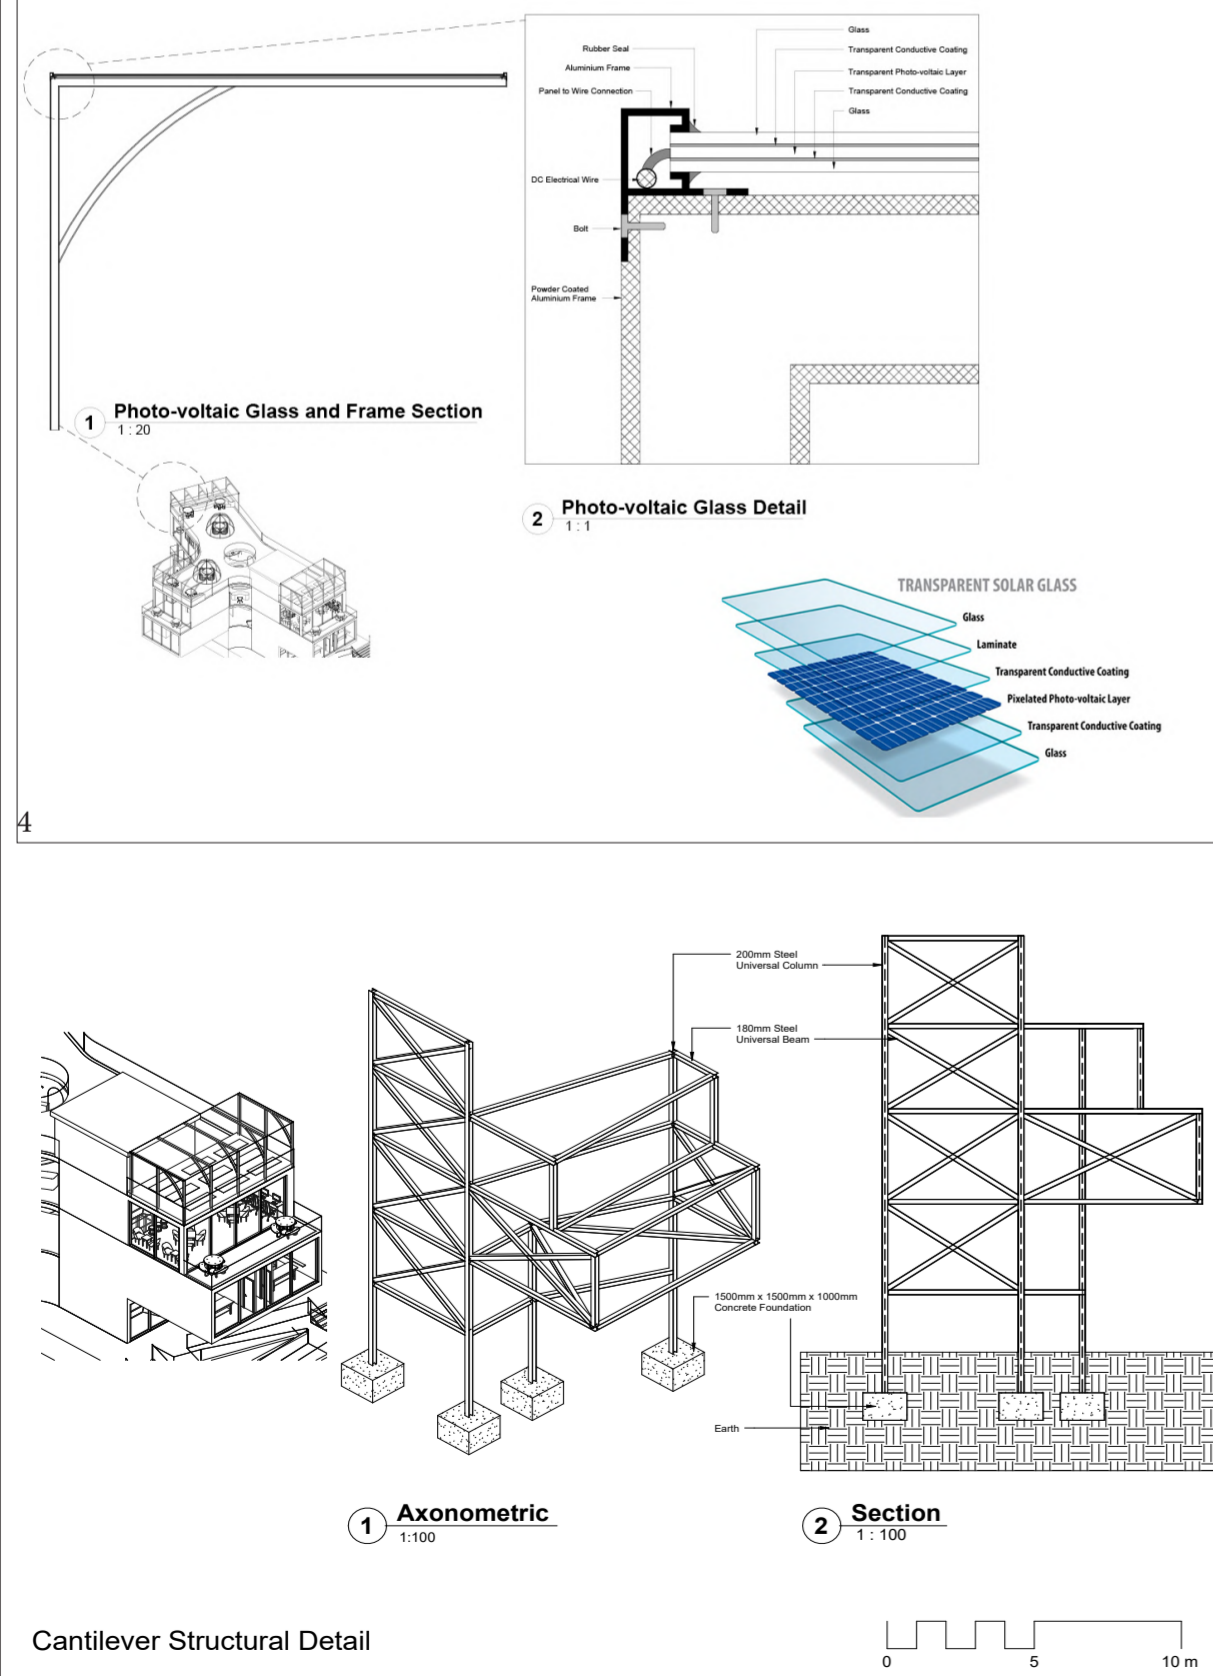 Glass
Rubber Seal
Transparent Conductive Coating
Aluminium Frame
Transparent Photo-voltaic Layer
Panel to Wire Connection
Transparent Conductive Coating
Glass
DC Electrical Wire
Bolt
Powder Coated
Aluminium Frame
1 Photo-voltaic Glass and Frame Section
1 : 20
2 Photo-voltaic Glass Detail
1 : 1
TRANSPARENT SOLAR GLASS
Glass
Laminate
Transparent Conductive Coating
Pixelated Photo-voltaic Layer
Transparent Conductive Coating
Glass
4
200mm Steel
Universal Column
180mm Steel
Universal Beam
1500mm x 1500mm x 1000mm
Concrete Foundation
Earth
1 Axonometric
1:100
2 Section
1 : 100
Cantilever Structural Detail
0 5 10 m